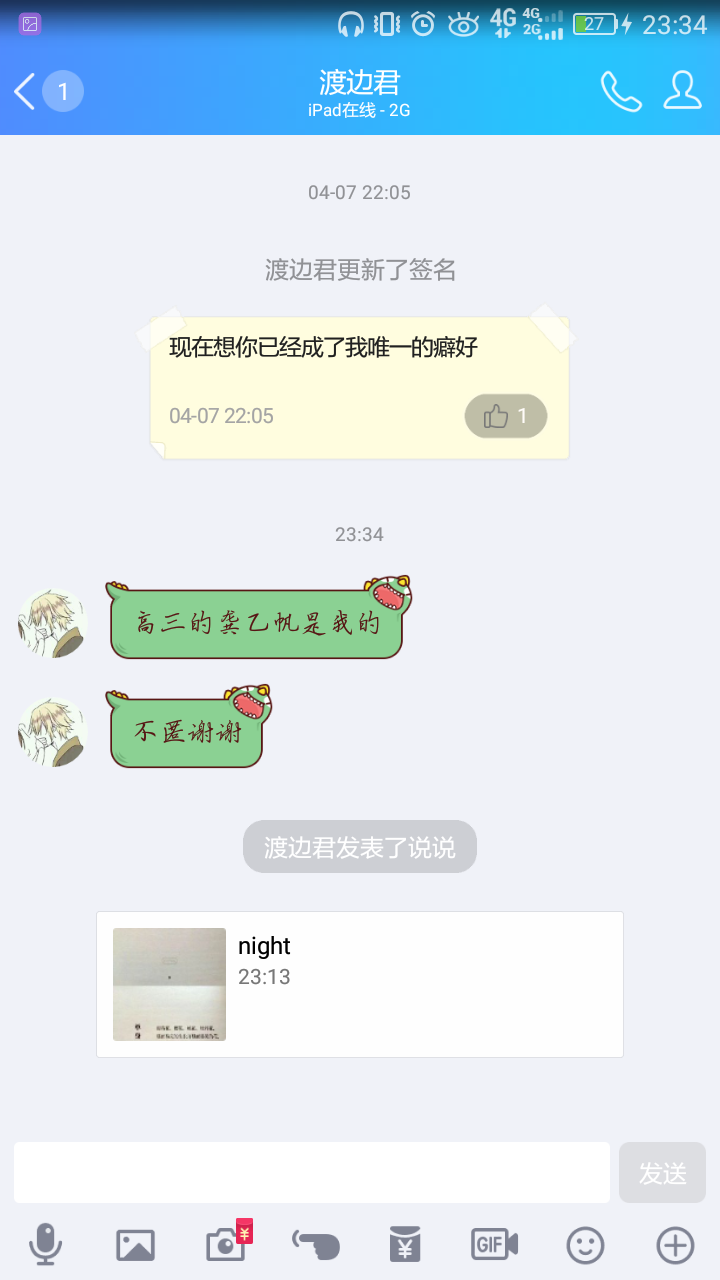 4G 4G 2G 27 23:34
1 渡边君
iPad在线 - 2G
04-07 22:05
渡边君更新了签名
现在想你已经成了我唯一的癖好
04-07 22:05 1
23:34
高三的龚乙帆是我的
不匿谢谢
渡边君发表了说说
night
23:13
发送
¥
¥ GIF